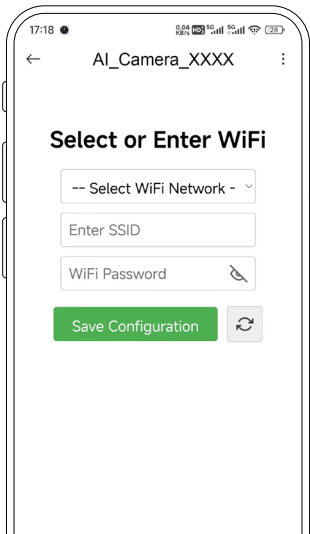 17:18 0.04 KB/s HD 5G 5G 28
AI_Camera_XXXX
Select or Enter WiFi
-- Select WiFi Network -
Enter SSID
WiFi Password
Save Configuration